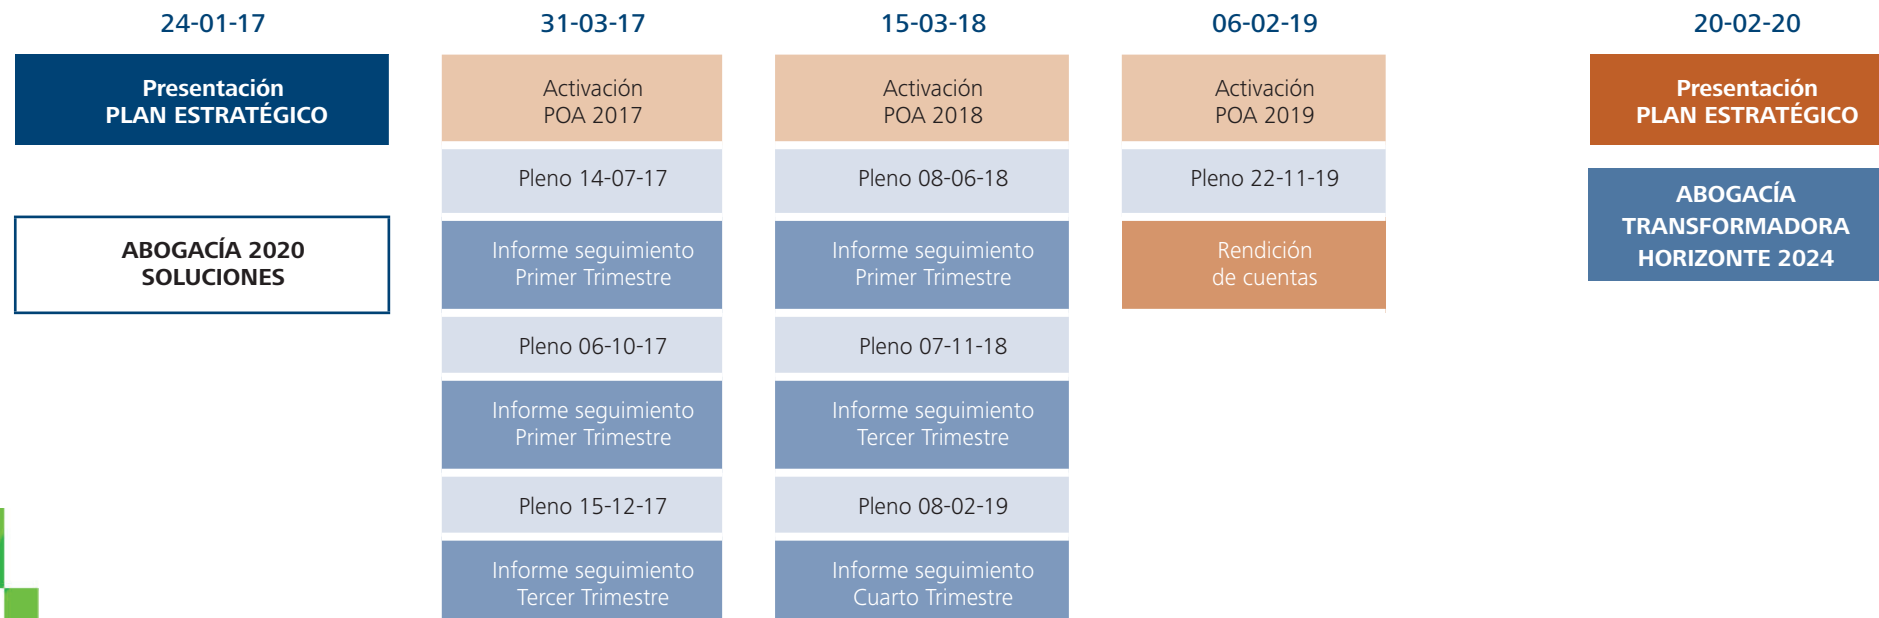 24-01-17
Presentación
PLAN ESTRATÉGICO
ABOGACÍA 2020
SOLUCIONES
31-03-17
Activación
POA 2017
Pleno 14-07-17
Informe seguimiento
Primer Trimestre
Pleno 06-10-17
Informe seguimiento
Primer Trimestre
Pleno 15-12-17
Informe seguimiento
Tercer Trimestre
15-03-18
Activación
POA 2018
Pleno 08-06-18
Informe seguimiento
Primer Trimestre
Pleno 07-11-18
Informe seguimiento
Tercer Trimestre
Pleno 08-02-19
Informe seguimiento
Cuarto Trimestre
06-02-19
Activación
POA 2019
Pleno 22-11-19
Rendición
de cuentas
20-02-20
Presentación
PLAN ESTRATÉGICO
ABOGACÍA
TRANSFORMADORA
HORIZONTE 2024